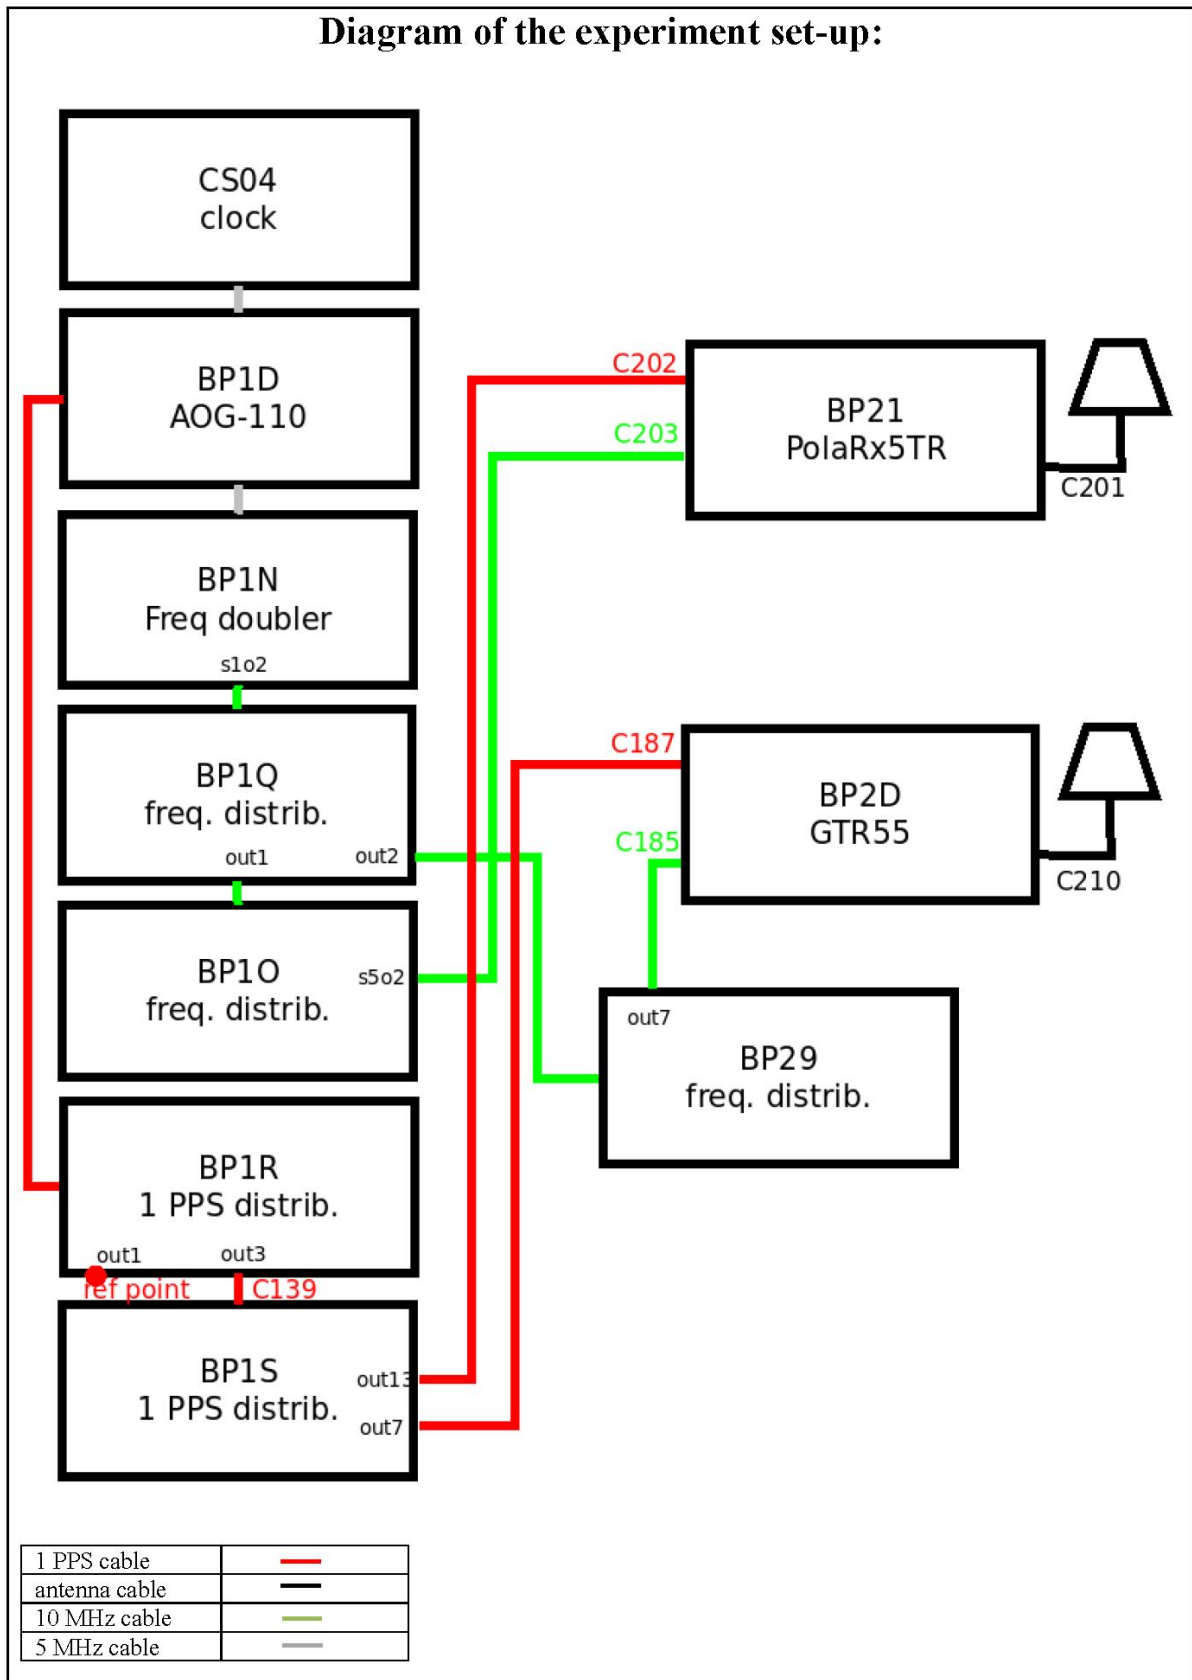 Diagram of the experiment set-up:
CS04
clock
BP1D
AOG-110
BP1N
Freq doubler
s1o2
BP1Q
freq. distrib.
out1
out2
BP1O
freq. distrib.
s5o2
BP1R
1 PPS distrib.
out1
out3
ref point
C139
BP1S
1 PPS distrib.
out13
out7
C202
C203
BP21
PolaRx5TR
C201
C187
C185
BP2D
GTR55
C210
out7
BP29
freq. distrib.
1 PPS cable
antenna cable
10 MHz cable
5 MHz cable